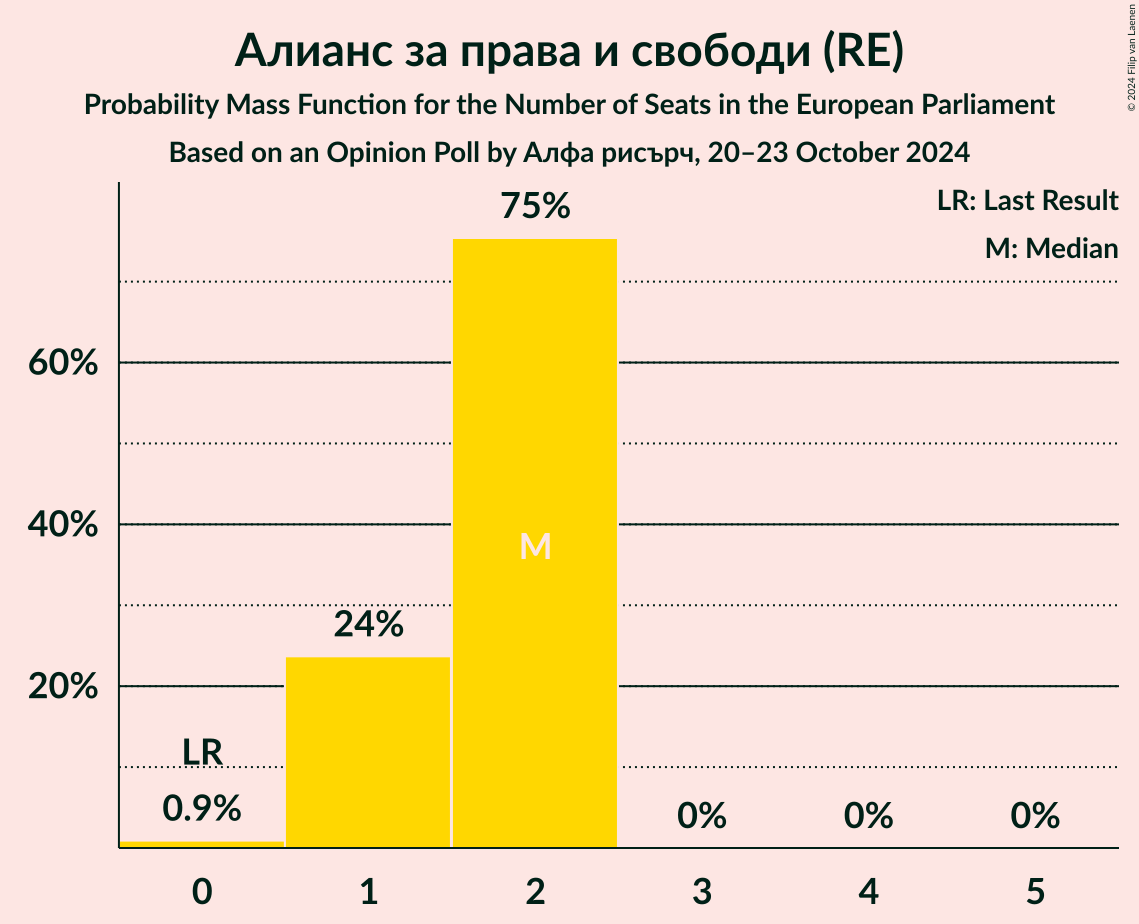 Алианс за права и свободи (RE)
Probability Mass Function for the Number of Seats in the European Parliament
Based on an Opinion Poll by Алфа рисърч, 20–23 October 2024
© 2024 Filip van Laenen
LR: Last Result
M: Median
75%
60%
40%
M
24%
20%
LR
0.9%
0%
0%
0%
0
1
2
3
4
5